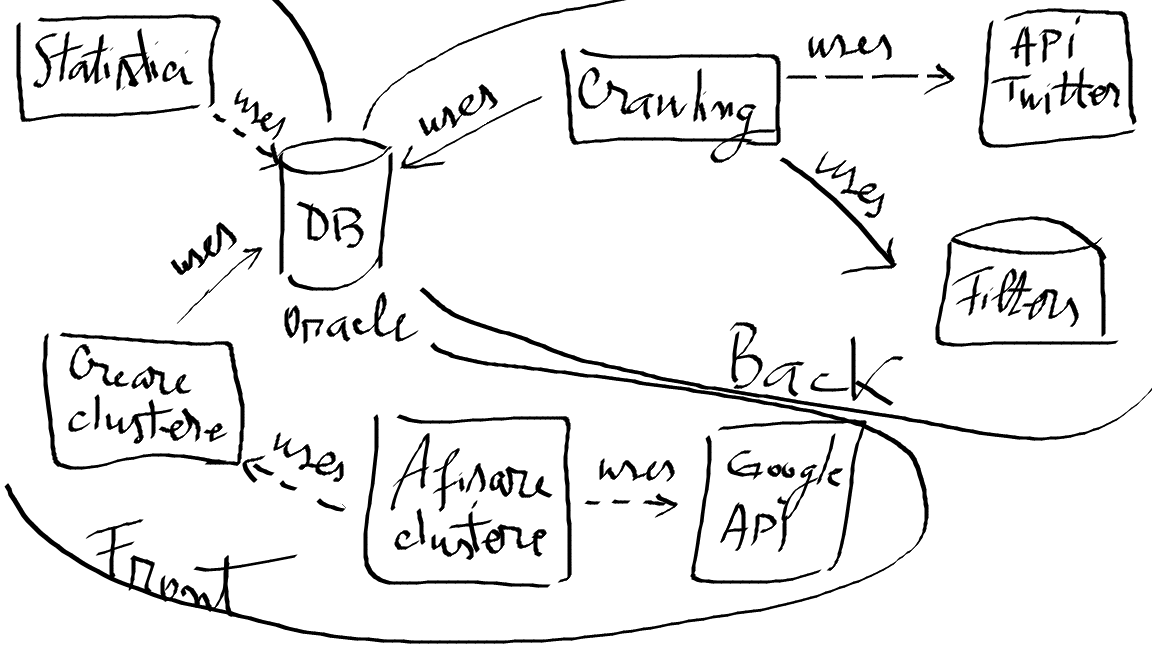 Statistici
uses
DB
Oracle
uses
Crawling
uses
API
Twitter
uses
Filters
Back
uses
Creare
clustere
uses
Afisare
clustere
uses
Google
API
Front